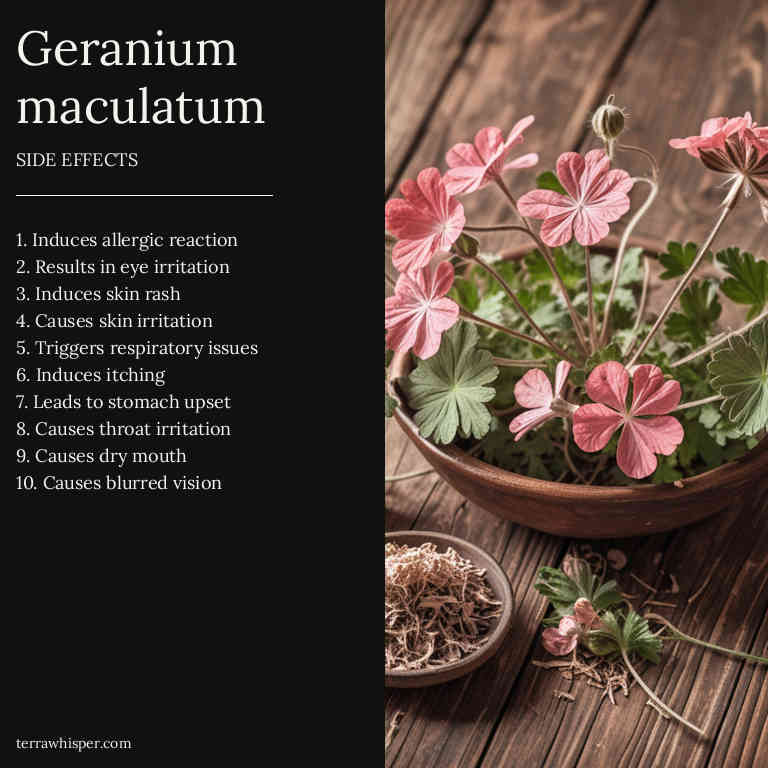 Geranium
maculatum
SIDE EFFECTS
1. Induces allergic reaction
2. Results in eye irritation
3. Induces skin rash
4. Causes skin irritation
5. Triggers respiratory issues
6. Induces itching
7. Leads to stomach upset
8. Causes throat irritation
9. Causes dry mouth
10. Causes blurred vision
terrawhisper.com